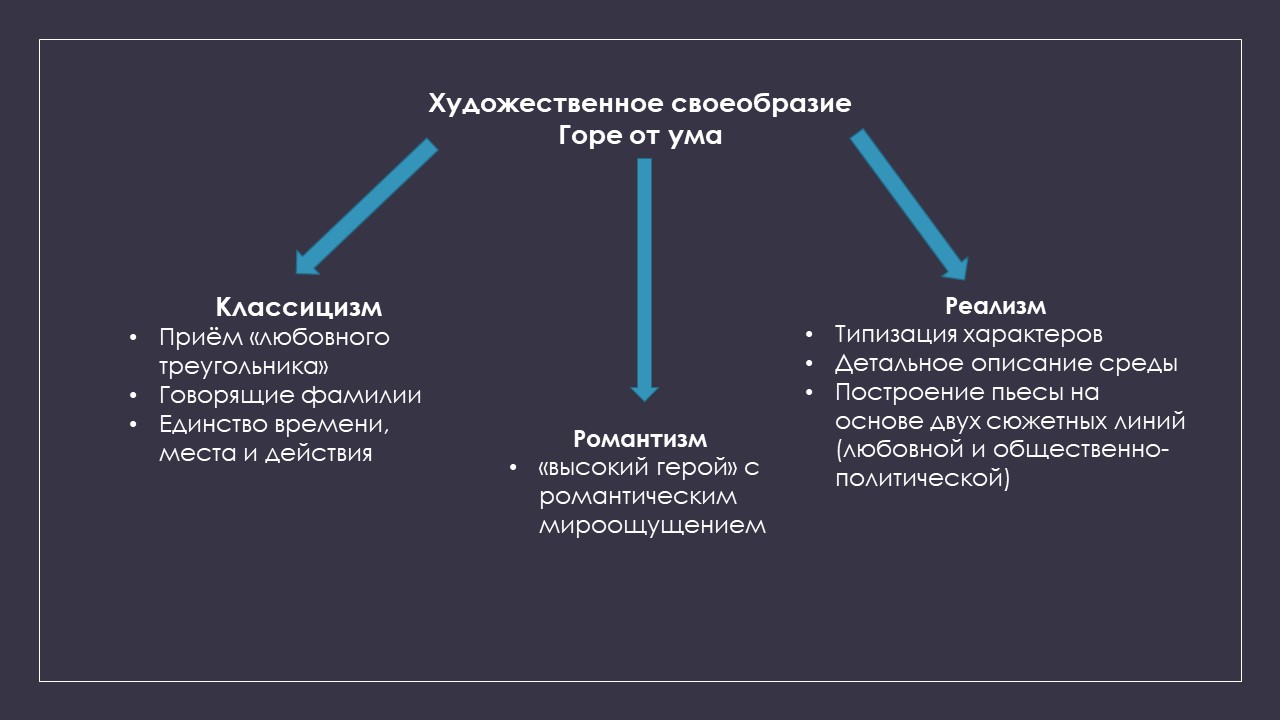 Художественное своеобразие
Горе от ума
Классицизм
• Приём «любовного
треугольника»
• Говорящие фамилии
• Единство времени,
места и действия
Романтизм
• «высокий герой» с
романтическим
мироощущением
Реализм
• Типизация характеров
• Детальное описание среды
• Построение пьесы на
основе двух сюжетных линий
(любовной и общественно-
политической)